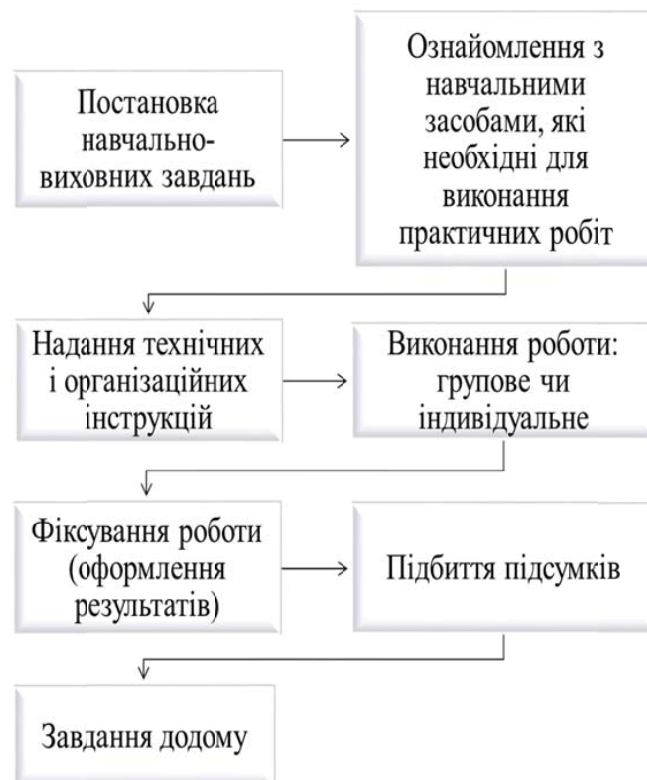 Постановка
навчально-
виховних завдань
Ознайомлення з
навчальними
засобами, які
необхідні для
виконання
практичних робіт
Надання технічних
і організаційних
інструкцій
Виконання роботи:
групове чи
індивідуальне
Фіксування роботи
(оформлення
результатів)
Підбиття підсумків
Завдання додому